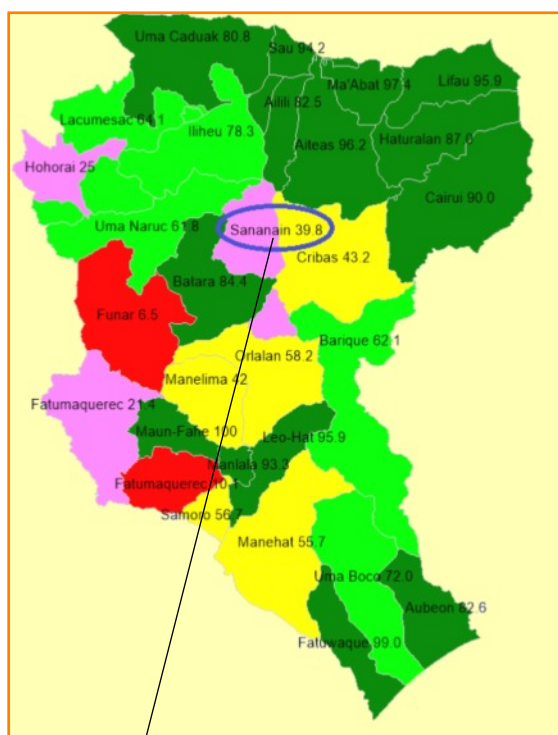 Uma Caduak 80.8
Sau 94.2
Ma'Abat 97.4
Lifau 95.9
Ailili 82.5
Lacumesac 64.1
Iliheu 78.3
Aiteas 96.2
Haturalan 87.6
Hohorai 25
Cairui 90.0
Uma Naruc 61.8
Sananain 39.8
Cribas 43.2
Batara 84.4
Funar 6.5
Barique 62.1
Orlalan 58.2
Manelima 42
Fatumaquerec 21.4
Maun-Fahe 100
Leo-Hat 95.9
Manlala 93.3
Fatumaquerec 10.1
Samoro 56.7
Manehat 55.7
Uma Boco 72.0
Aubeon 82.6
Fatuwaque 99.0